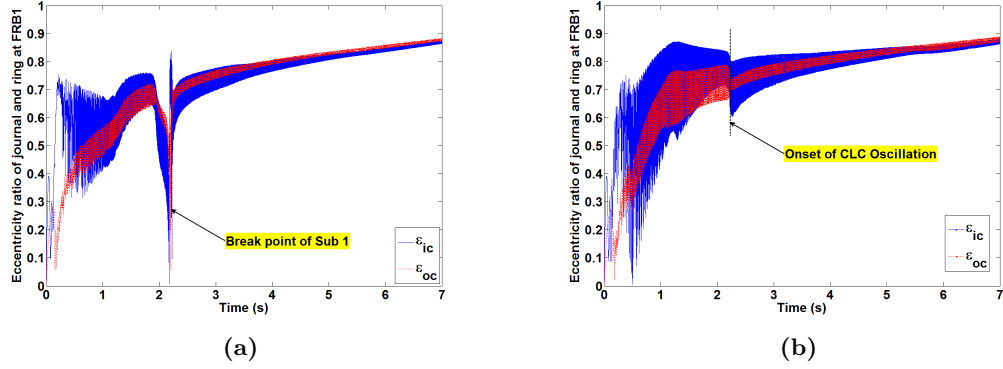 Eccentricity ratio of journal and ring at FRB1
1
0.9
0.8
0.7
0.6
0.5
0.4
0.3
0.2
0.1
0
Break point of Sub 1
εic
εoc
0 1 2 3 4 5 6 7
Time (s)
(a)
Eccentricity ratio of journal and ring at FRB1
1
0.9
0.8
0.7
0.6
0.5
0.4
0.3
0.2
0.1
0
Onset of CLC Oscillation
εic
εoc
0 1 2 3 4 5 6 7
Time (s)
(b)